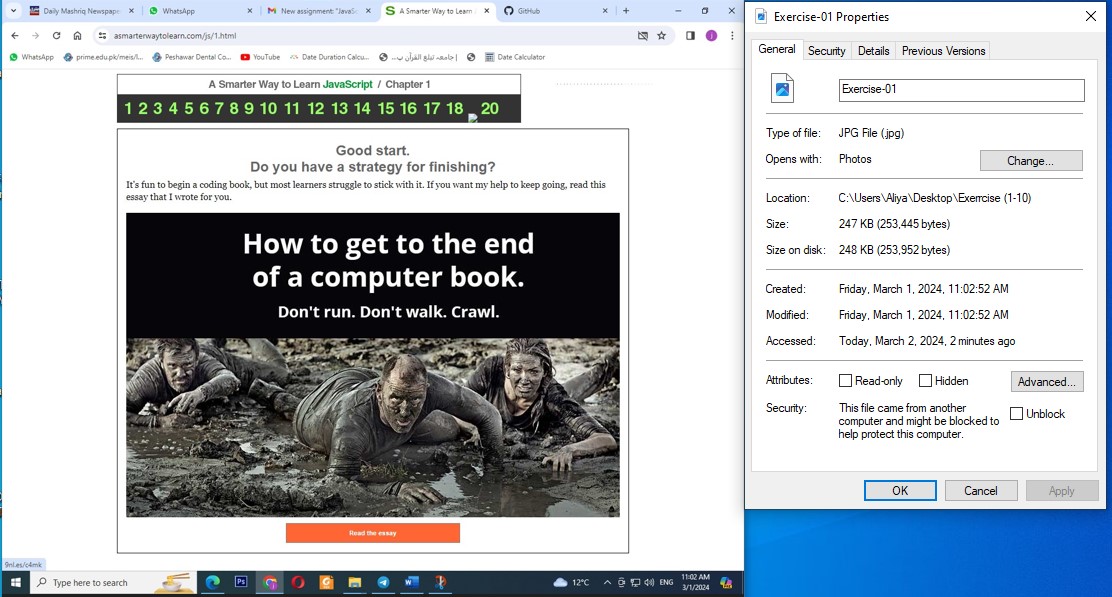 Daily Mashriq Newspape
WhatsApp
New assignment: "JavaSc
A Smarter Way to Learn
GitHub
asmarterwaytolearn.com/js/1.html
WhatsApp
prime.edu.pk/meis/l...
Peshawar Dental Co...
YouTube
Date Duration Calcu...
Date Calculator
A Smarter Way to Learn JavaScript / Chapter 1
1 2 3 4 5 6 7 8 9 10 11 12 13 14 15 16 17 18 20
Good start.
Do you have a strategy for finishing?
It's fun to begin a coding book, but most learners struggle to stick with it. If you want my help to keep going, read this
essay that I wrote for you.
How to get to the end
of a computer book.
Don't run. Don't walk. Crawl.
Read the essay
9nl.es/c4mk
Type here to search
Ps
12°C
ENG
11:02 AM
3/1/2024
Exercise-01 Properties
General Security Details Previous Versions
Exercise-01
Type of file: JPG File (.jpg)
Opens with: Photos Change...
Location: C:\Users\Aliya\Desktop\Exerrcise (1-10)
Size: 247 KB (253,445 bytes)
Size on disk: 248 KB (253,952 bytes)
Created: Friday, March 1, 2024, 11:02:52 AM
Modified: Friday, March 1, 2024, 11:02:52 AM
Accessed: Today, March 2, 2024, 2 minutes ago
Attributes: Read-only Hidden Advanced...
Security: This file came from another
computer and might be blocked to
help protect this computer.
Unblock
OK Cancel Apply